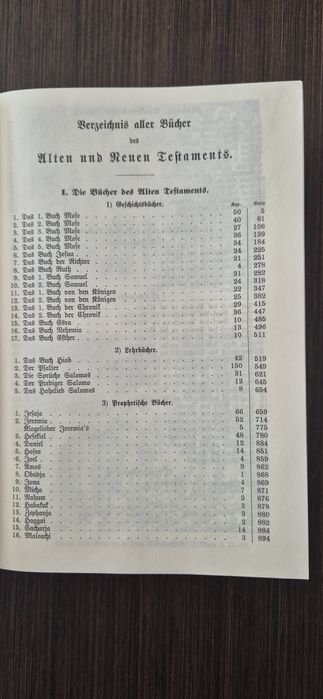 Verzeichnis aller Bücher
des
Alten und Neuen Testaments.
I. Die Bücher des Alten Testaments.
1) Geschichtsbücher. Kap. Seite
1. Das 1. Buch Mose 50 5
2. Das 2. Buch Mose 40 61
3. Das 3. Buch Mose 27 106
4. Das 4. Buch Mose 36 139
5. Das 5. Buch Mose 34 184
6. Das Buch Josua 24 225
7. Das Buch der Richter 21 251
8. Das Buch Ruth 4 278
9. Das 1. Buch Samuel 31 282
10. Das 2. Buch Samuel 24 318
11. Das 1. Buch von den Königen 22 347
12. Das 2. Buch von den Königen 25 382
13. Das 1. Buch der Chronik 29 415
14. Das 2. Buch der Chronik 36 447
15. Das Buch Esra 10 485
16. Das Buch Nehemia 13 496
17. Das Buch Esther 10 511
2) Lehrbücher.
1. Das Buch Hiob 42 519
2. Der Psalter 150 549
3. Die Sprüche Salomos 31 621
4. Der Prediger Salomo 12 645
5. Das Hohelied Salomos 8 654
3) Prophetische Bücher.
1. Jesaja 66 659
2. Jeremia 52 714
Klagelieder Jeremia's 5 775
3. Hesekiel 48 780
4. Daniel 12 834
5. Hosea 14 851
6. Joel 4 859
7. Amos 9 862
8. Obadja 1 868
9. Jona 4 869
10. Micha 7 871
11. Nahum 3 876
12. Habakuk 3 878
13. Zephanja 3 880
14. Haggai 2 882
15. Sacharja 14 884
16. Maleachi 3 894